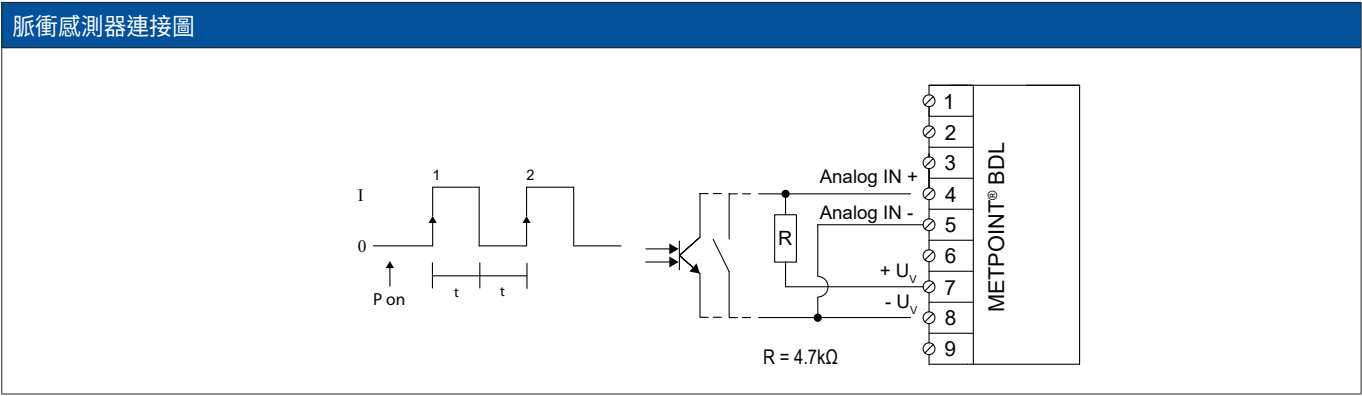 脈衝感測器連接圖
I
0
1
2
P on
t
t
R
Analog IN +
Analog IN -
+ Uv
- Uv
R = 4.7kΩ
1
2
3
4
5
6
7
8
9
METPOINT® BDL